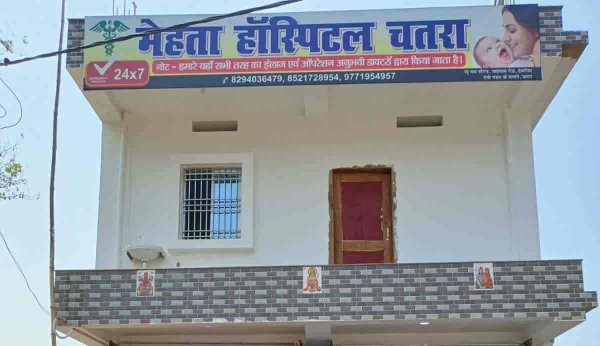 मेहता हॉस्पिटल चतरा
24x7
नोट - हमारे यहाँ सभी तरह का ईलाज एवं ऑपरेशन अनुभवी डाक्टरों द्वारा किया जाता है।
8294036479, 8521728954, 9771954957